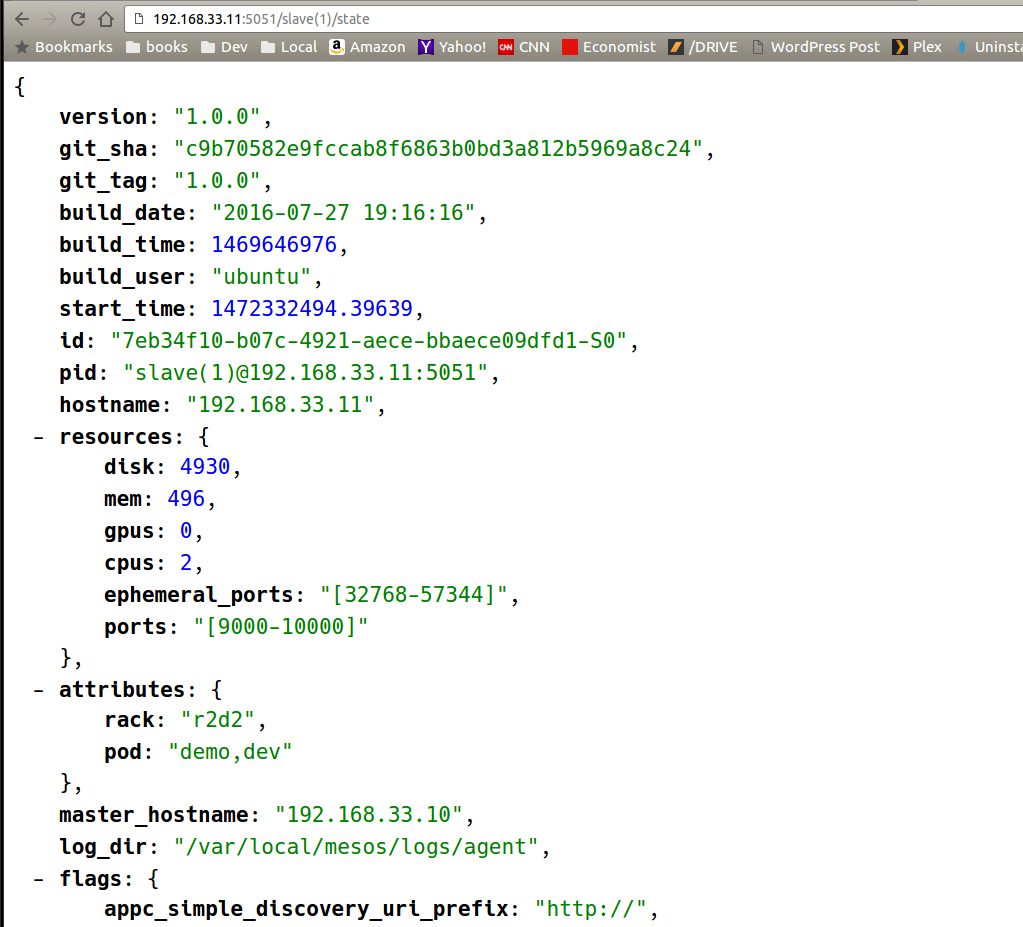 192.168.33.11:5051/slave(1)/state
Bookmarks books Dev Local a Amazon Y Yahoo! CNN CNN Economist /DRIVE WordPress Post Plex Uninsta
{
version: "1.0.0",
git_sha: "c9b70582e9fccab8f6863b0bd3a812b5969a8c24",
git_tag: "1.0.0",
build_date: "2016-07-27 19:16:16",
build_time: 1469646976,
build_user: "ubuntu",
start_time: 1472332494.39639,
id: "7eb34f10-b07c-4921-aece-bbaece09dfd1-S0",
pid: "slave(1)@192.168.33.11:5051",
hostname: "192.168.33.11",
- resources: {
disk: 4930,
mem: 496,
gpus: 0,
cpus: 2,
ephemeral_ports: "[32768-57344]",
ports: "[9000-10000]"
},
- attributes: {
rack: "r2d2",
pod: "demo,dev"
},
master_hostname: "192.168.33.10",
log_dir: "/var/local/mesos/logs/agent",
- flags: {
appc_simple_discovery_uri_prefix: "http://",